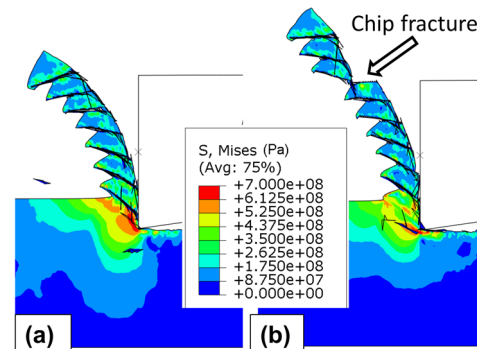 Chip fracture
S, Mises (Pa)
(Avg: 75%)
+7.000e+08
+6.125e+08
+5.250e+08
+4.375e+08
+3.500e+08
+2.625e+08
+1.750e+08
+8.750e+07
+0.000e+00
(a)
(b)